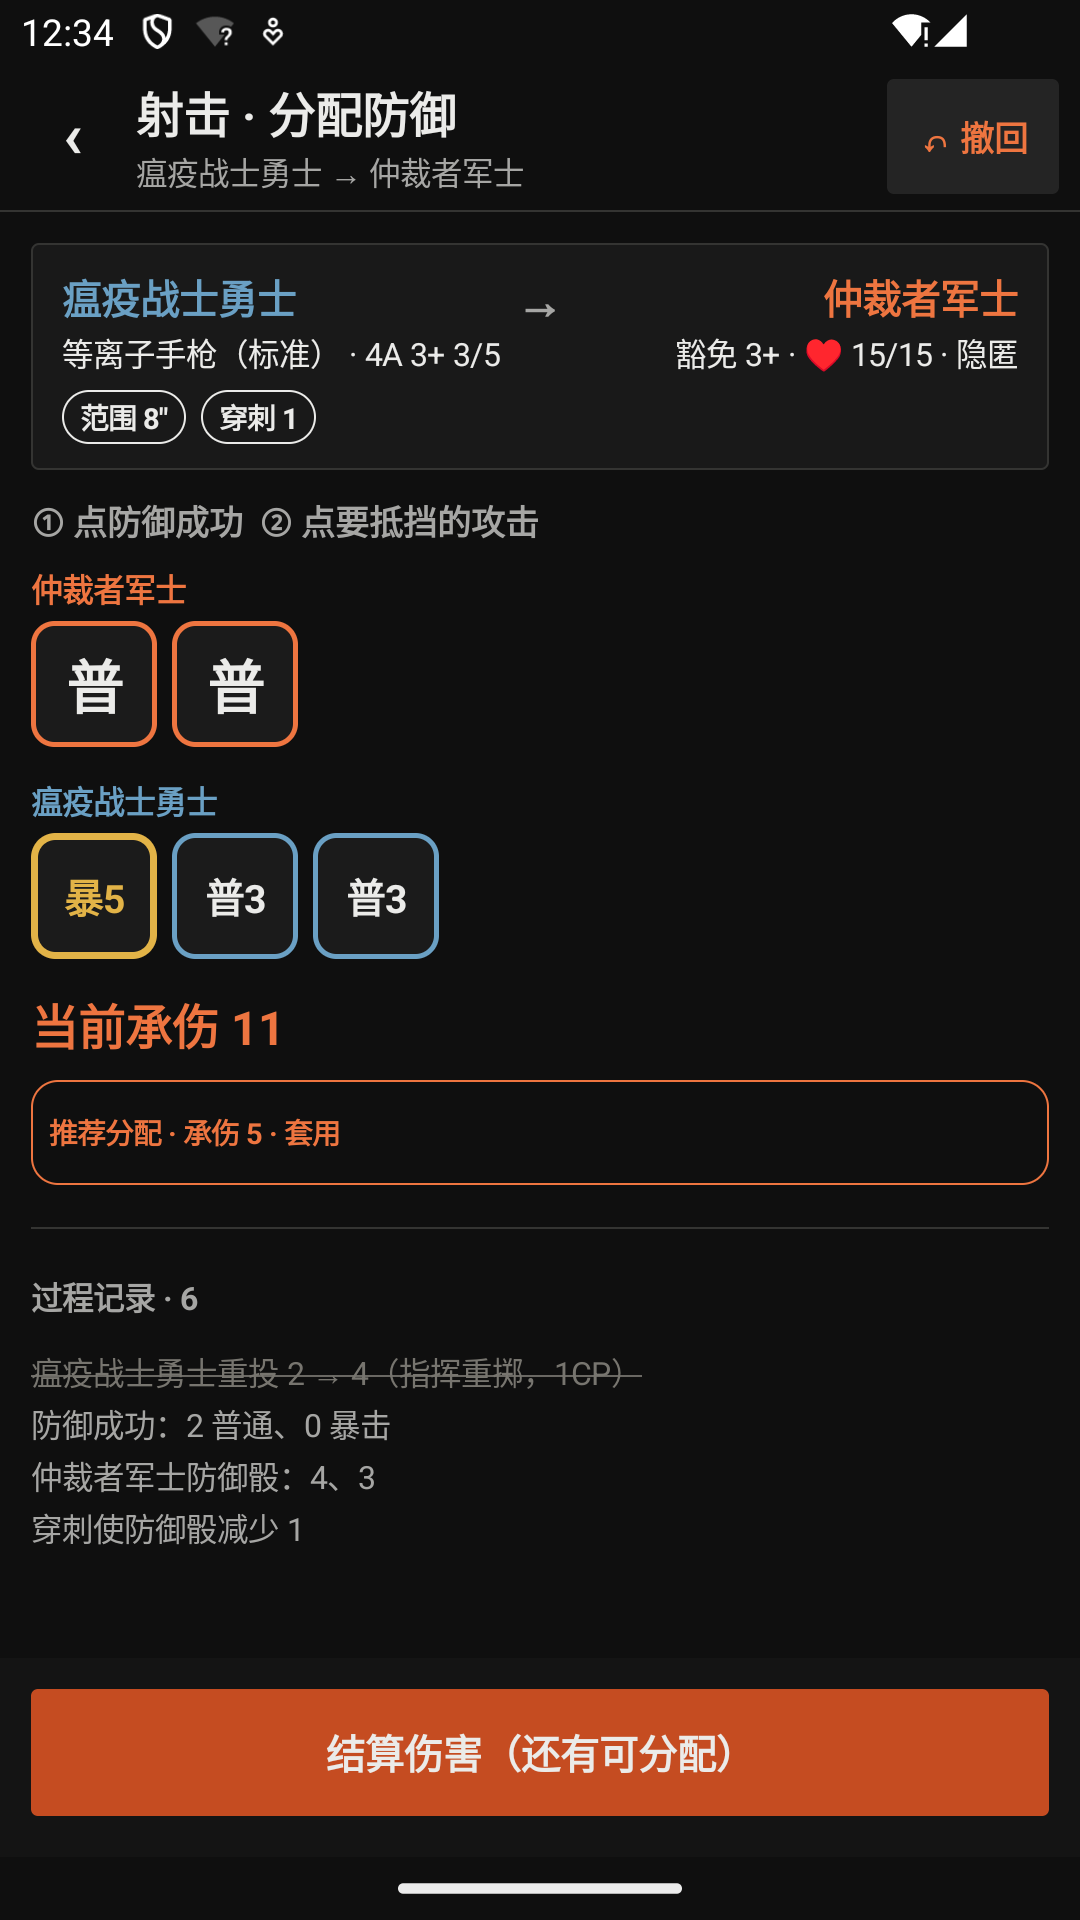 12:34
射击 · 分配防御
瘟疫战士勇士 → 仲裁者军士
撤回
瘟疫战士勇士 → 仲裁者军士
等离子手枪（标准） · 4A 3+ 3/5
豁免 3+ · ❤️ 15/15 · 隐匿
范围 8" 穿刺 1
① 点防御成功 ② 点要抵挡的攻击
仲裁者军士
普 普
瘟疫战士勇士
暴5 普3 普3
当前承伤 11
推荐分配 · 承伤 5 · 套用
过程记录 · 6
瘟疫战士勇士重投 2 → 4（指挥重掷，1CP）
防御成功：2 普通、0 暴击
仲裁者军士防御骰：4、3
穿刺使防御骰减少 1
结算伤害（还有可分配）